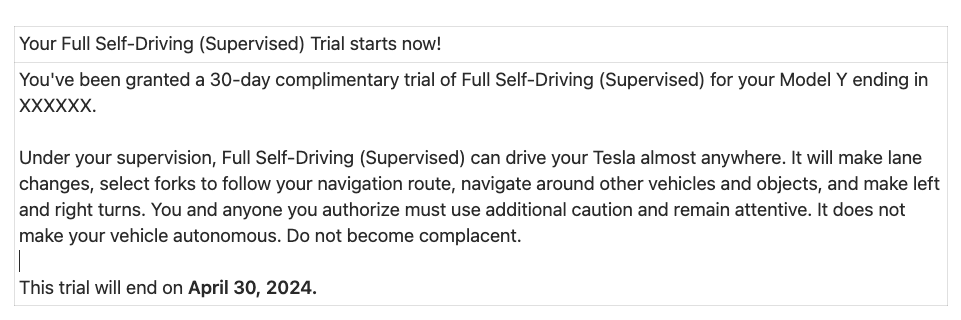 Your Full Self-Driving (Supervised) Trial starts now!
You've been granted a 30-day complimentary trial of Full Self-Driving (Supervised) for your Model Y ending in
XXXXXX.
Under your supervision, Full Self-Driving (Supervised) can drive your Tesla almost anywhere. It will make lane
changes, select forks to follow your navigation route, navigate around other vehicles and objects, and make left
and right turns. You and anyone you authorize must use additional caution and remain attentive. It does not
make your vehicle autonomous. Do not become complacent.
This trial will end on April 30, 2024.